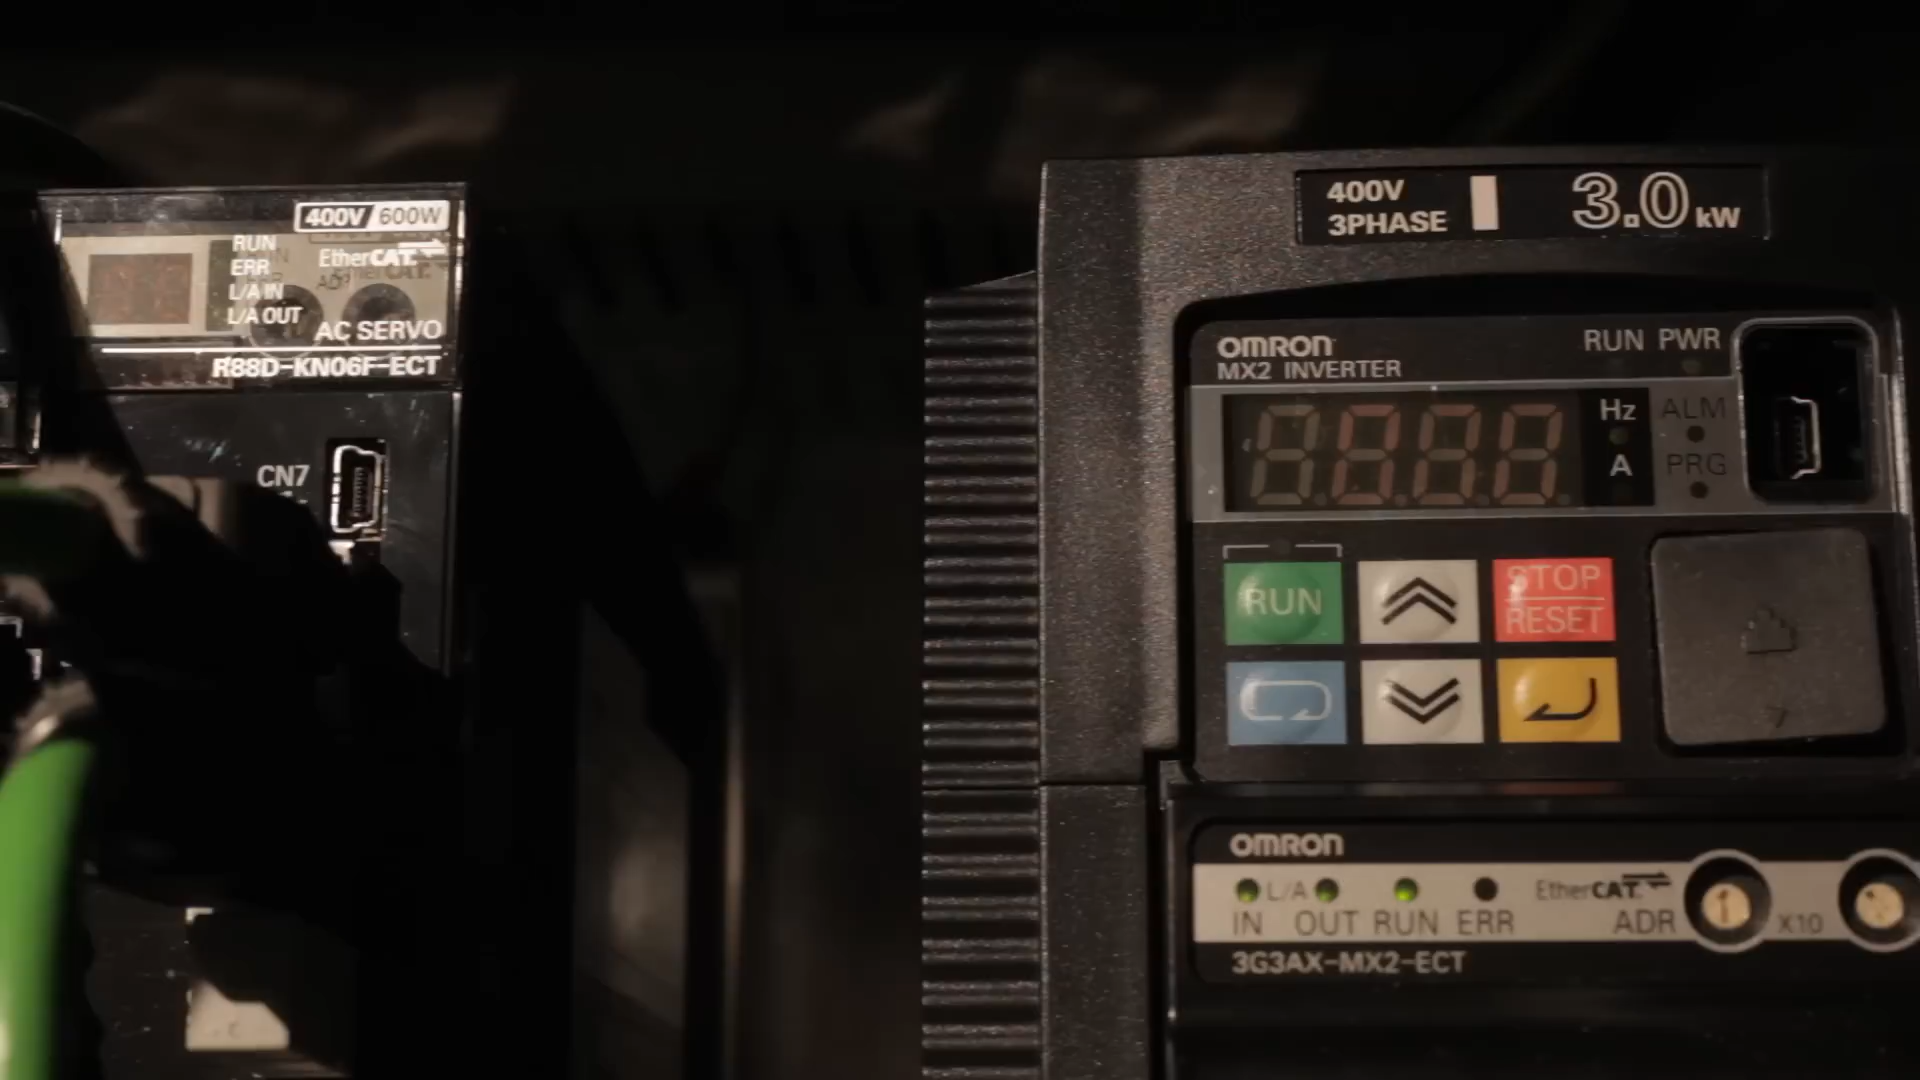 400V/600W
RUN
ERR
L/A IN
L/A OUT
EtherCAT
AC SERVO
R88D-KN06F-ECT
CN7
400V
3PHASE
3.0 kW
OMRON
MX2 INVERTER
RUN PWR
Hz
A
ALM
PRG
RUN
STOP
RESET
OMRON
L/A
IN OUT RUN ERR
EtherCAT
ADR
X10
3G3AX-MX2-ECT